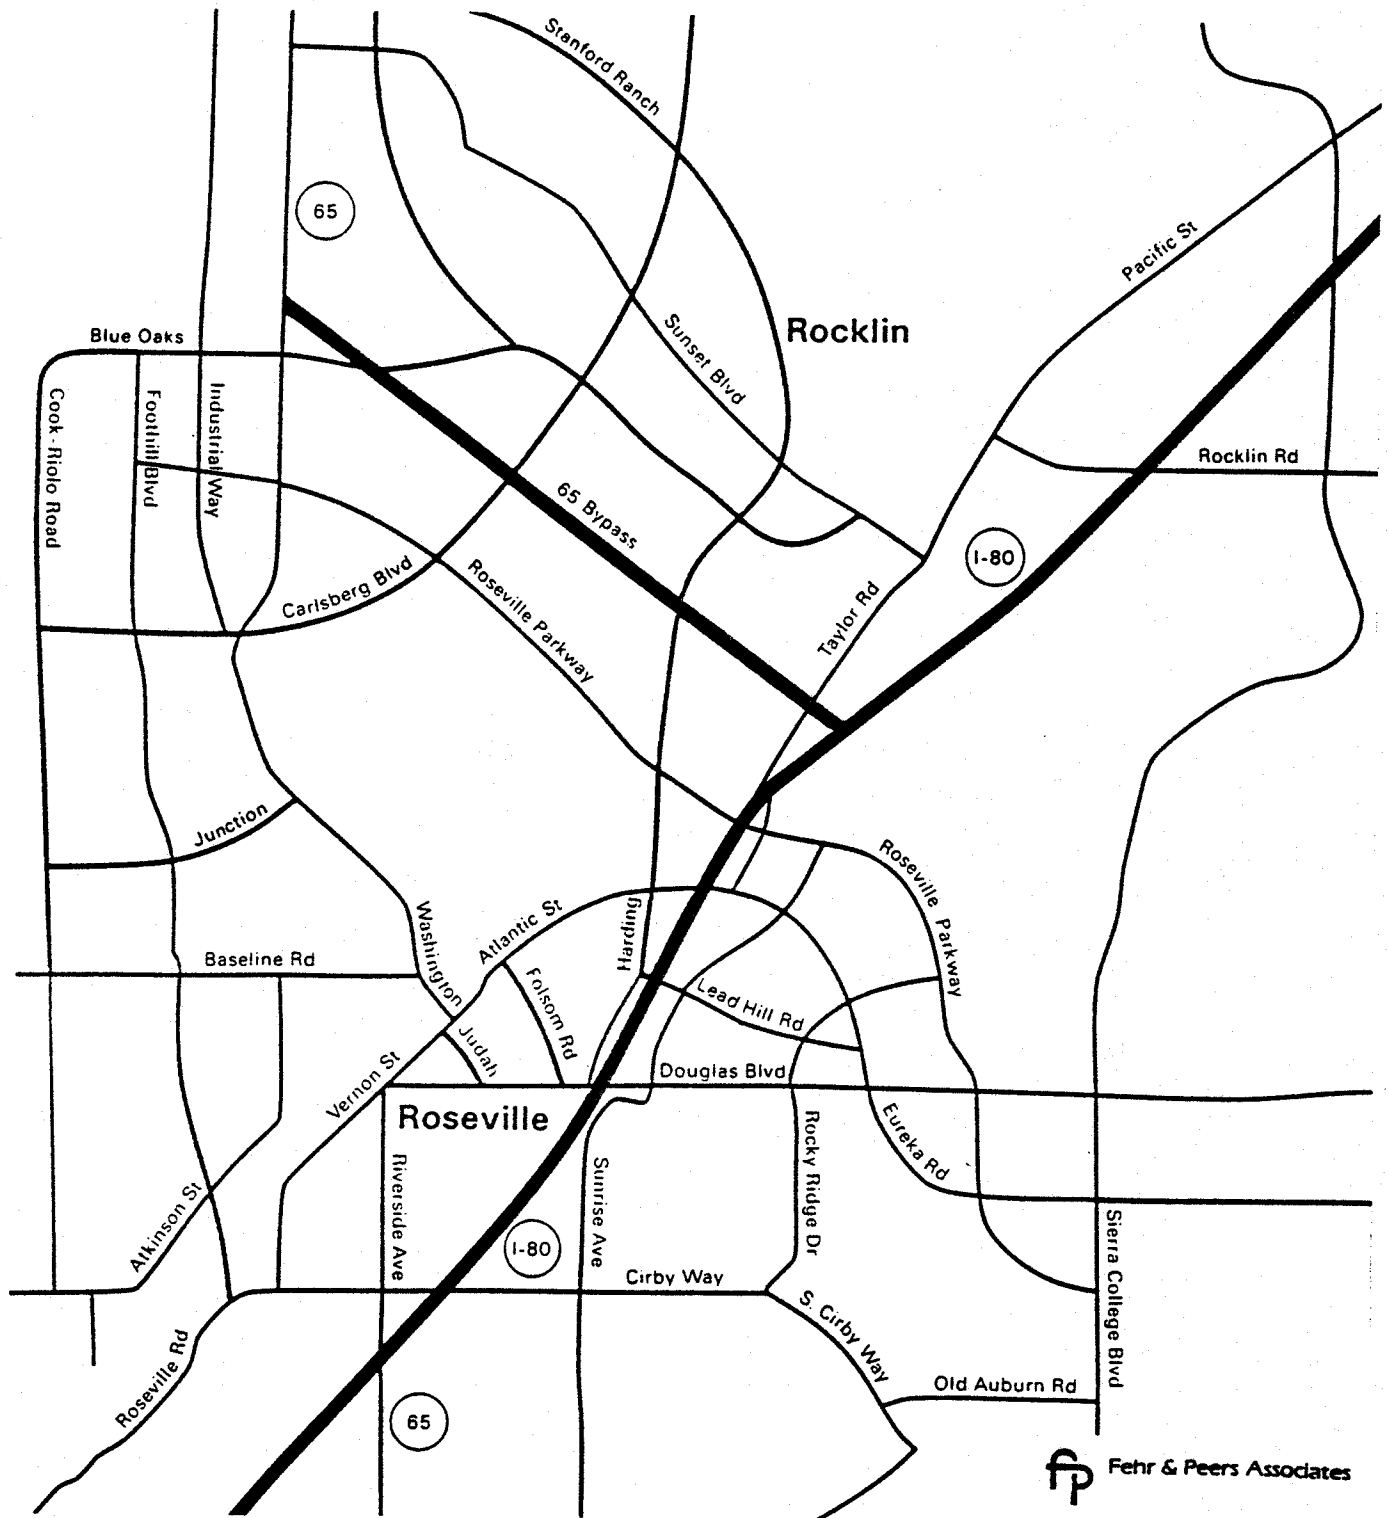 Stanford Ranch
65
Pacific St
Blue Oaks
Rocklin
Sunset Blvd
Cook-Riolo Road
Foothill Blvd
Industrial Way
Rocklin Rd
65 Bypass
I-80
Carlsberg Blvd
Roseville Parkway
Taylor Rd
Junction
Roseville Parkway
Washington
Atlantic St
Harding
Baseline Rd
Folsom Rd
Lead Hill Rd
Judah
Vernon St
Douglas Blvd
Roseville
Eureka Rd
Rocky Ridge Dr
Riverside Ave
Sunrise Ave
Atkinson St
I-80
Cirby Way
Sierra College Blvd
S. Cirby Way
Roseville Rd
Old Auburn Rd
65
fp Fehr & Peers Associates